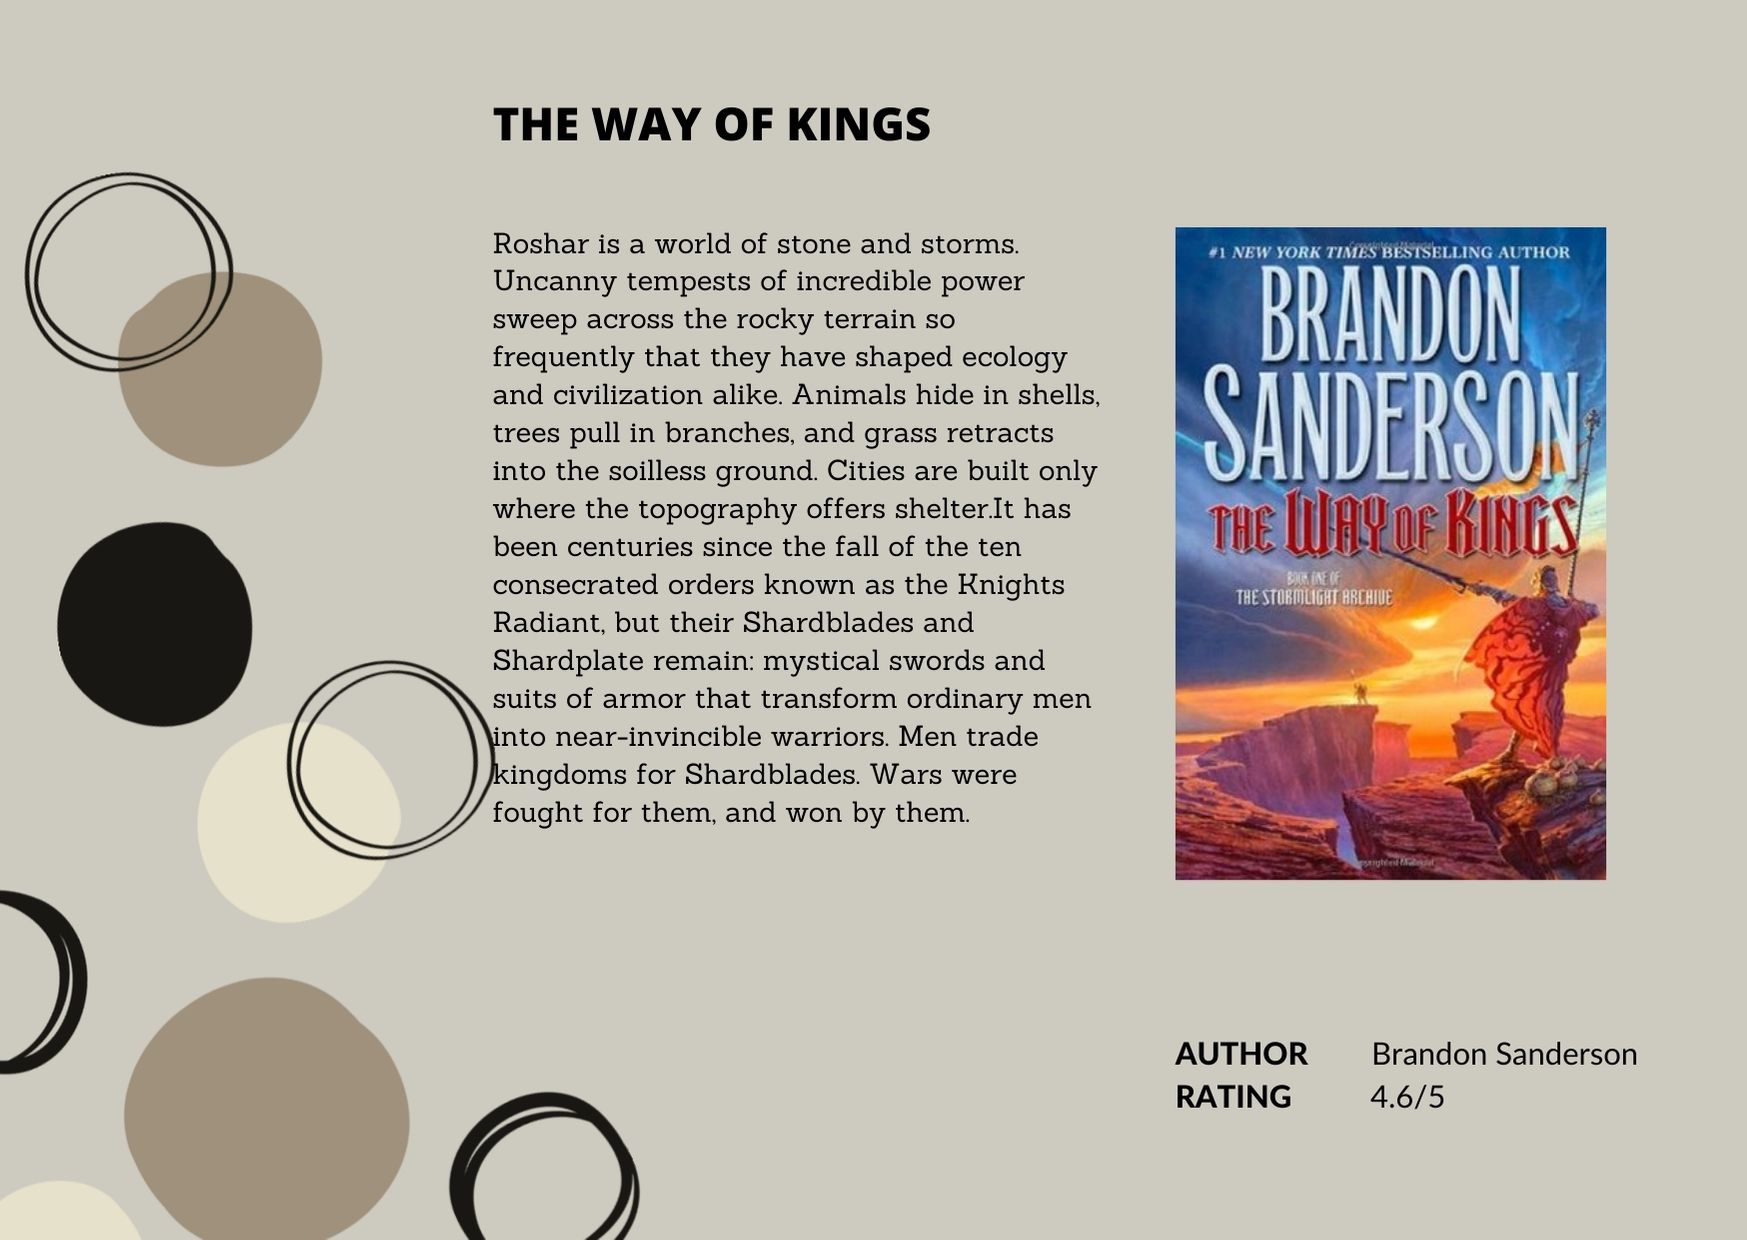 THE WAY OF KINGS
Roshar is a world of stone and storms.
Uncanny tempests of incredible power
sweep across the rocky terrain so
frequently that they have shaped ecology
and civilization alike. Animals hide in shells,
trees pull in branches, and grass retracts
into the soilless ground. Cities are built only
where the topography offers shelter.It has
been centuries since the fall of the ten
consecrated orders known as the Knights
Radiant, but their Shardblades and
Shardplate remain: mystical swords and
suits of armor that transform ordinary men
into near-invincible warriors. Men trade
kingdoms for Shardblades. Wars were
fought for them, and won by them.
Copyrighted Material
#1 NEW YORK TIMES BESTSELLING AUTHOR
BRANDON
SANDERSON
THE WAY OF KINGS
BOOK ONE OF
THE STORMLIGHT ARCHIVE
Copyrighted Material
AUTHOR Brandon Sanderson
RATING 4.6/5